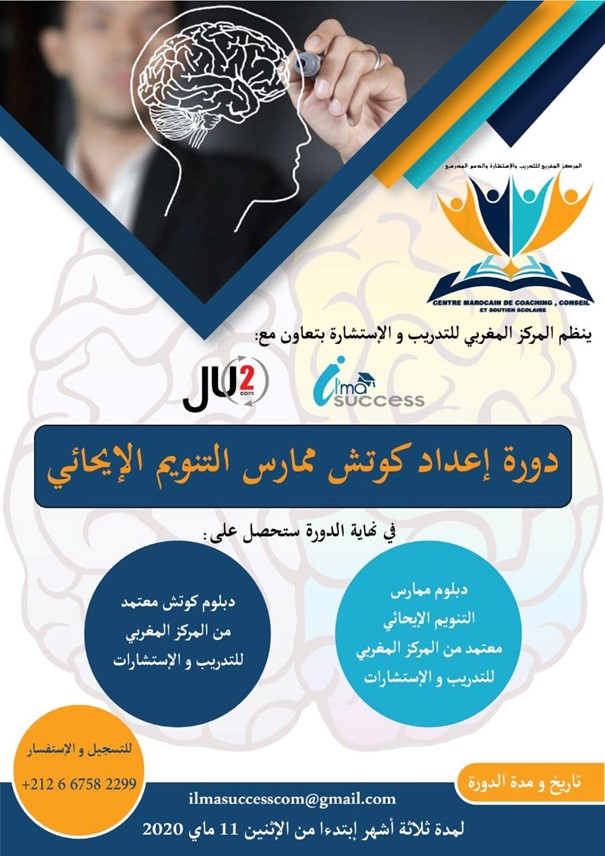 المركز المغربي للتدريب والإستشارة والدعم المدرسي
CENTRE MAROCAIN DE COACHING , CONSEIL
ET SOUTIEN SCOLAIRE
ينظم المركز المغربي للتدريب و الإستشارة بتعاون مع:
JU2
com
ilma
success
دورة إعداد كوتش ممارس التنويم الإيحائي
في نهاية الدورة ستحصل على:
دبلوم ممارس
التنويم الإيحائي
معتمد من المركز المغربي
للتدريب و الإستشارات
دبلوم كوتش معتمد
من المركز المغربي
للتدريب و الإستشارات
للتسجيل و الإستفسار
+212 6 6758 2299
تاريخ و مدة الدورة
ilmasuccesscom@gmail.com
لمدة ثلاثة أشهر إبتدءا من الإثنين 11 ماي 2020